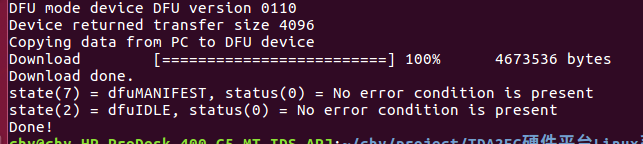 DFU mode device DFU version 0110
Device returned transfer size 4096
Copying data from PC to DFU device
Download        [=========================] 100%      4673536 bytes
Download done.
state(7) = dfuMANIFEST, status(0) = No error condition is present
state(2) = dfuIDLE, status(0) = No error condition is present
Done!